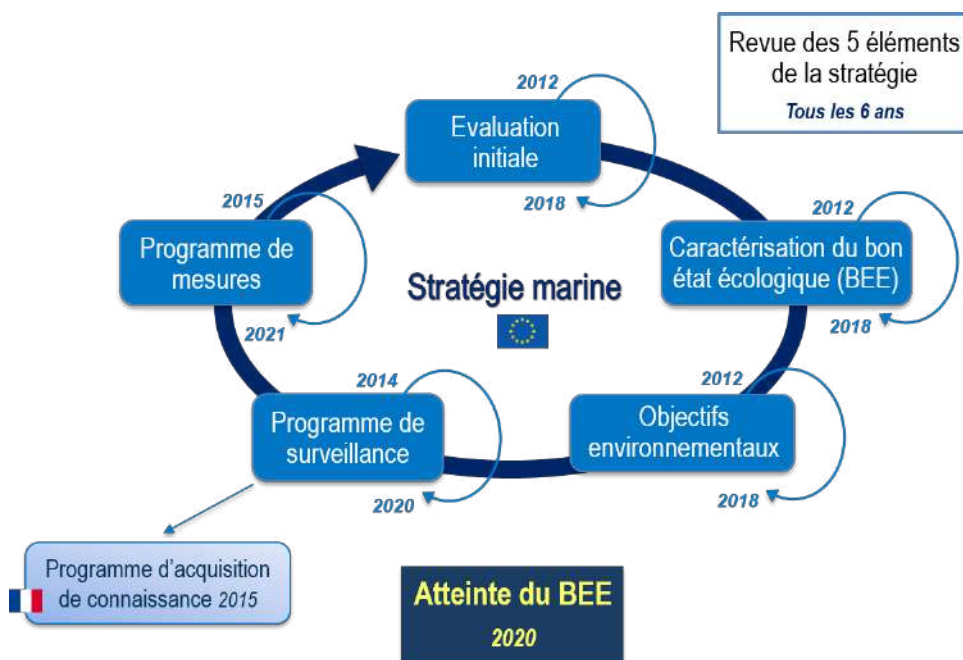 Revue des 5 éléments
de la stratégie
Tous les 6 ans
2012
Evaluation
initiale
2018
2012
Caractérisation du bon
état écologique (BEE)
2018
2015
Programme de
mesures
2021
Stratégie marine
2014
Programme de
surveillance
2020
2012
Objectifs
environnementaux
2018
Programme d'acquisition
de connaissance 2015
Atteinte du BEE
2020